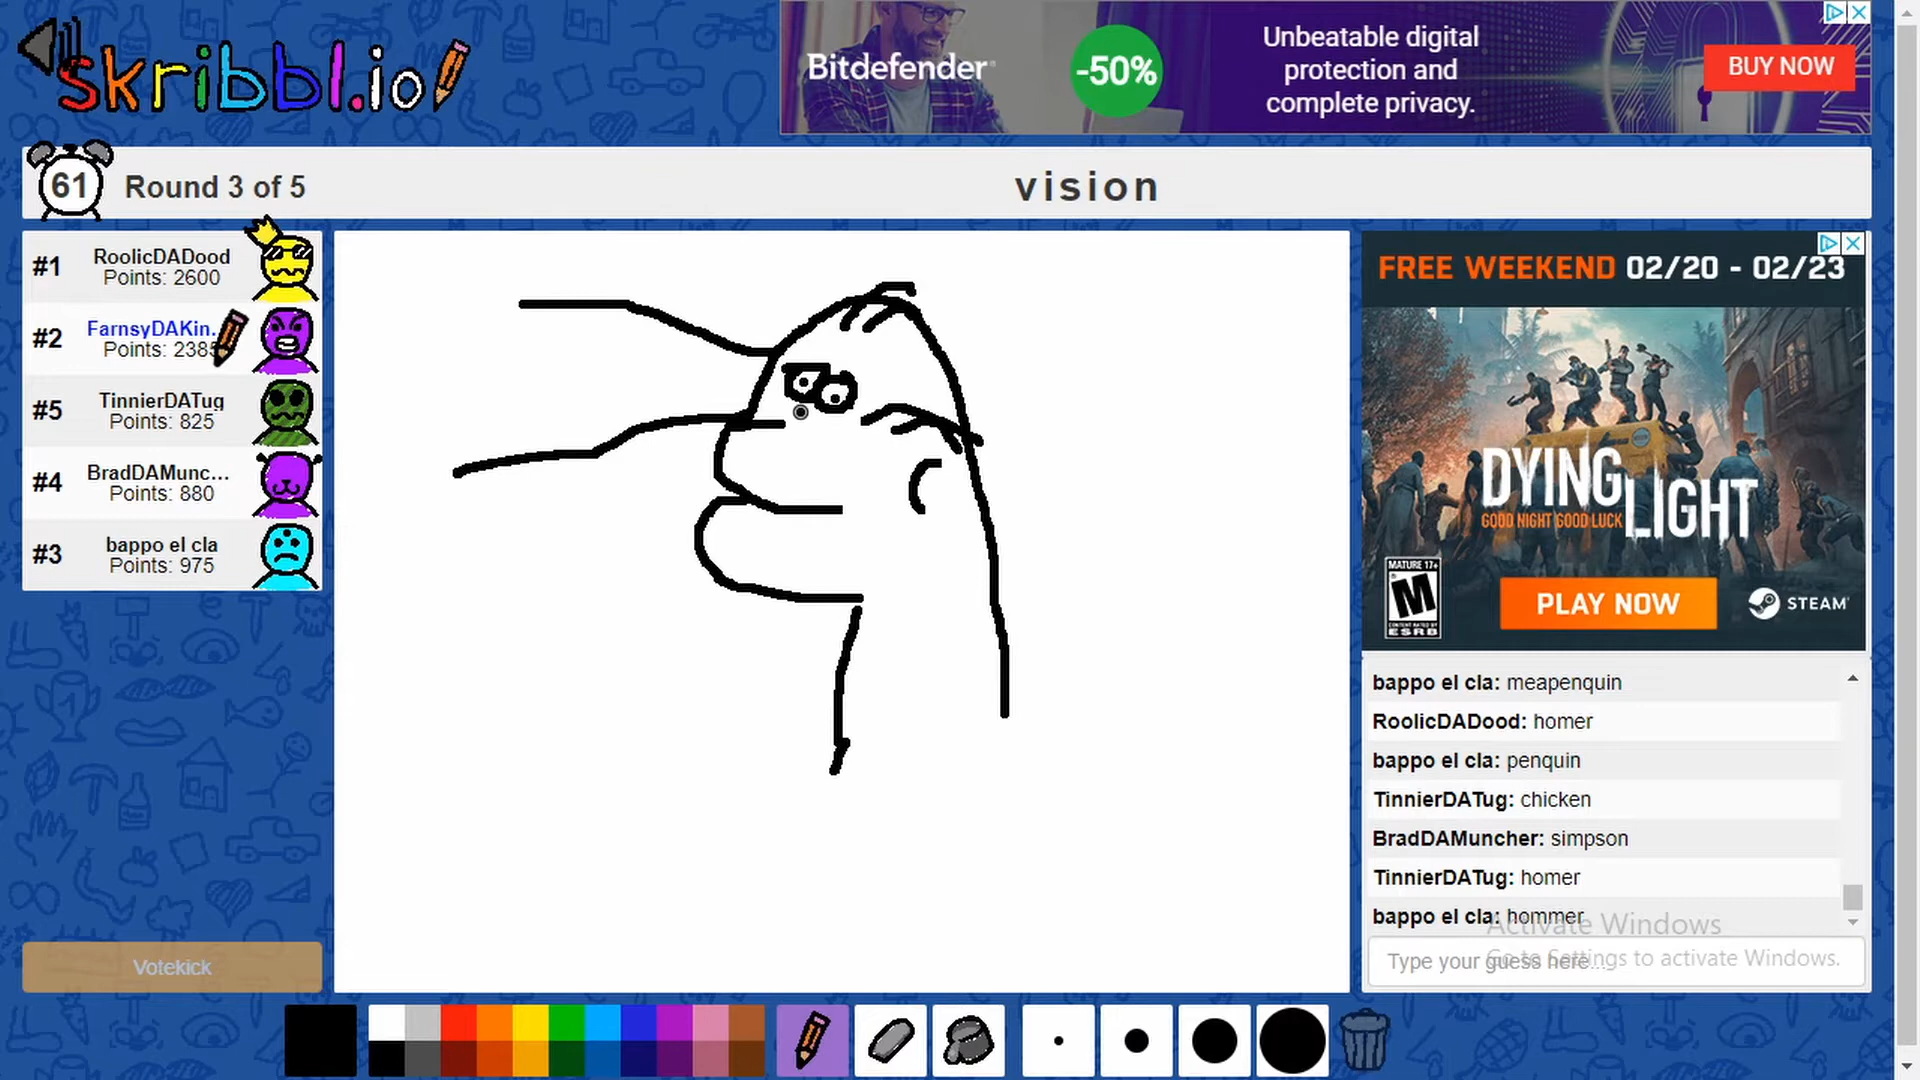 skribbl.io
Bitdefender
-50%
Unbeatable digital
protection and
complete privacy.
BUY NOW
61
Round 3 of 5
vision
#1
RoolicDADood
Points: 2600
#2
FarnsyDAKin...
Points: 2385
#5
TinnierDATug
Points: 825
#4
BradDAMunc...
Points: 880
#3
bappo el cla
Points: 975
Votekick
FREE WEEKEND 02/20 - 02/23
DYING
LIGHT
GOOD NIGHT GOOD LUCK
MATURE 17+
M
ESRB
PLAY NOW
STEAM
bappo el cla: meapenquin
RoolicDADood: homer
bappo el cla: penquin
TinnierDATug: chicken
BradDAMuncher: simpson
TinnierDATug: homer
bappo el cla: hommer
Activate Windows
Go to Settings to activate Windows.
Type your guess here...